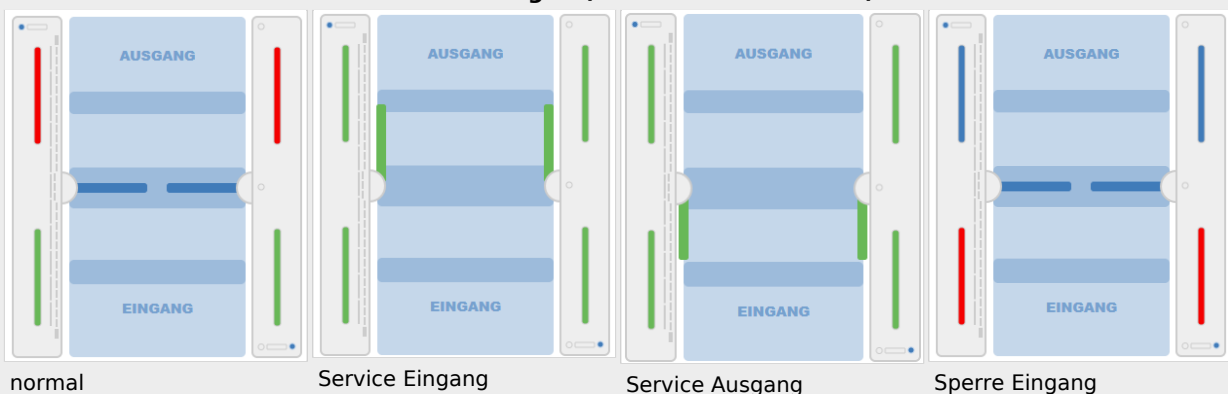 AUSGANG
EINGANG
normal
AUSGANG
EINGANG
Service Eingang
AUSGANG
EINGANG
Service Ausgang
AUSGANG
EINGANG
Sperre Eingang